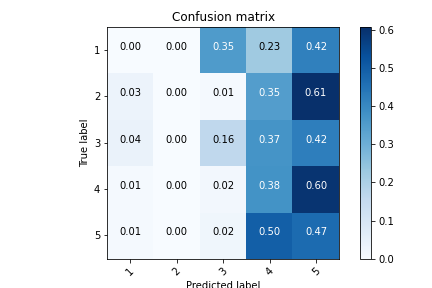 Confusion matrix
1 0.00 0.00 0.35 0.23 0.42
2 0.03 0.00 0.01 0.35 0.61
3 0.04 0.00 0.16 0.37 0.42
4 0.01 0.00 0.02 0.38 0.60
5 0.01 0.00 0.02 0.50 0.47
True label
1 2 3 4 5
Predicted label
0.6
0.5
0.4
0.3
0.2
0.1
0.0